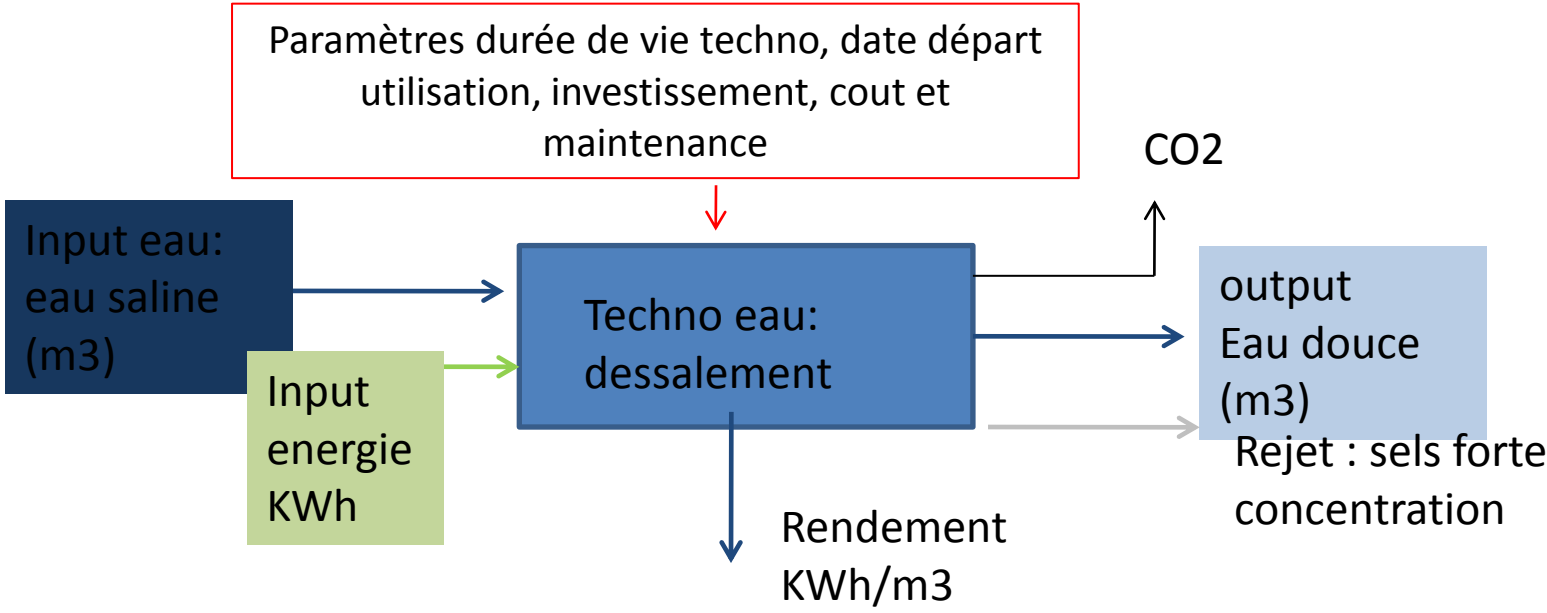 Paramètres durée de vie techno, date départ
utilisation, investissement, cout et
maintenance
CO2
Input eau:
eau saline
(m3)
Input
energie
KWh
Techno eau:
dessalement
output
Eau douce
(m3)
Rejet : sels forte
concentration
Rendement
KWh/m3